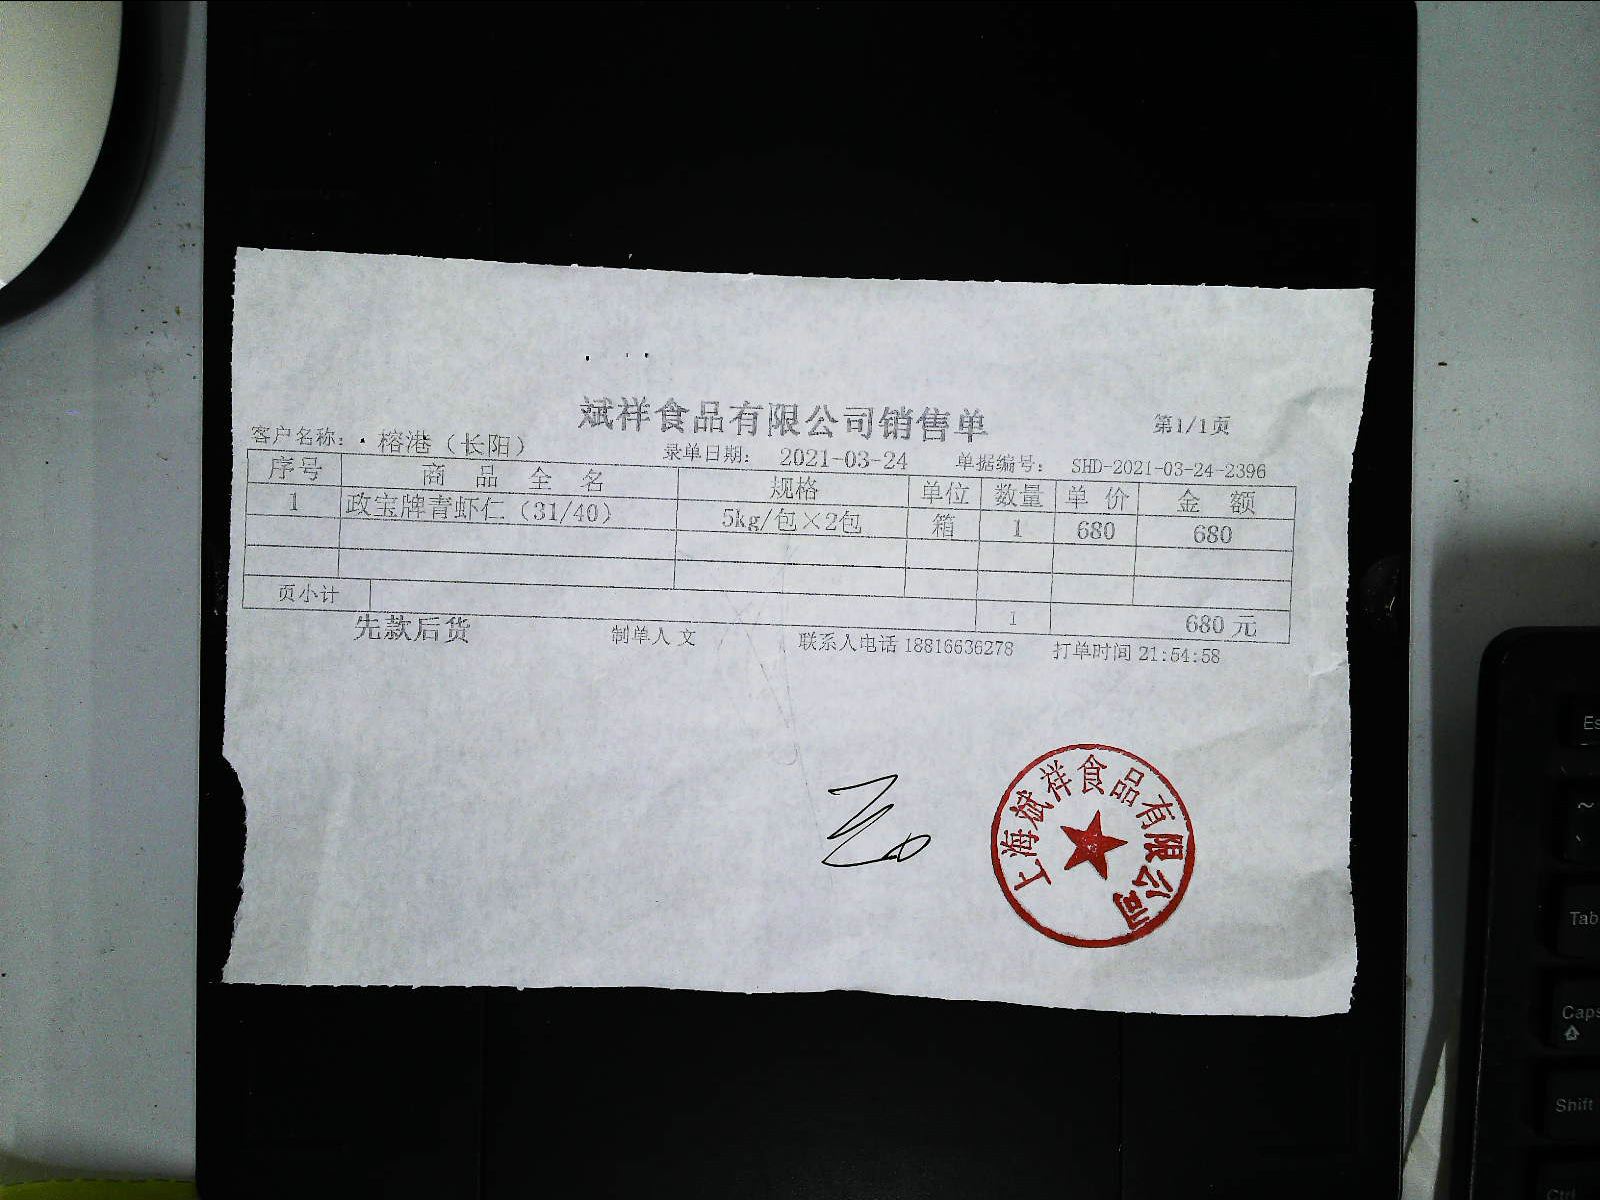 斌祥食品有限公司销售单
第1/1页
客户名称: 榕港（长阳） 录单日期: 2021-03-24 单据编号: SHD-2021-03-24-2396
序号 商品全名 规格 单位 数量 单价 金额
1 政宝牌青虾仁（31/40） 5kg/包×2包 箱 1 680 680
页小计 1 680元
先款后货 制单人 文 联系人电话 18816636278 打单时间 21:54:58
上海斌祥食品有限公司
Es
~
Tab
Caps
Shift
Ctrl